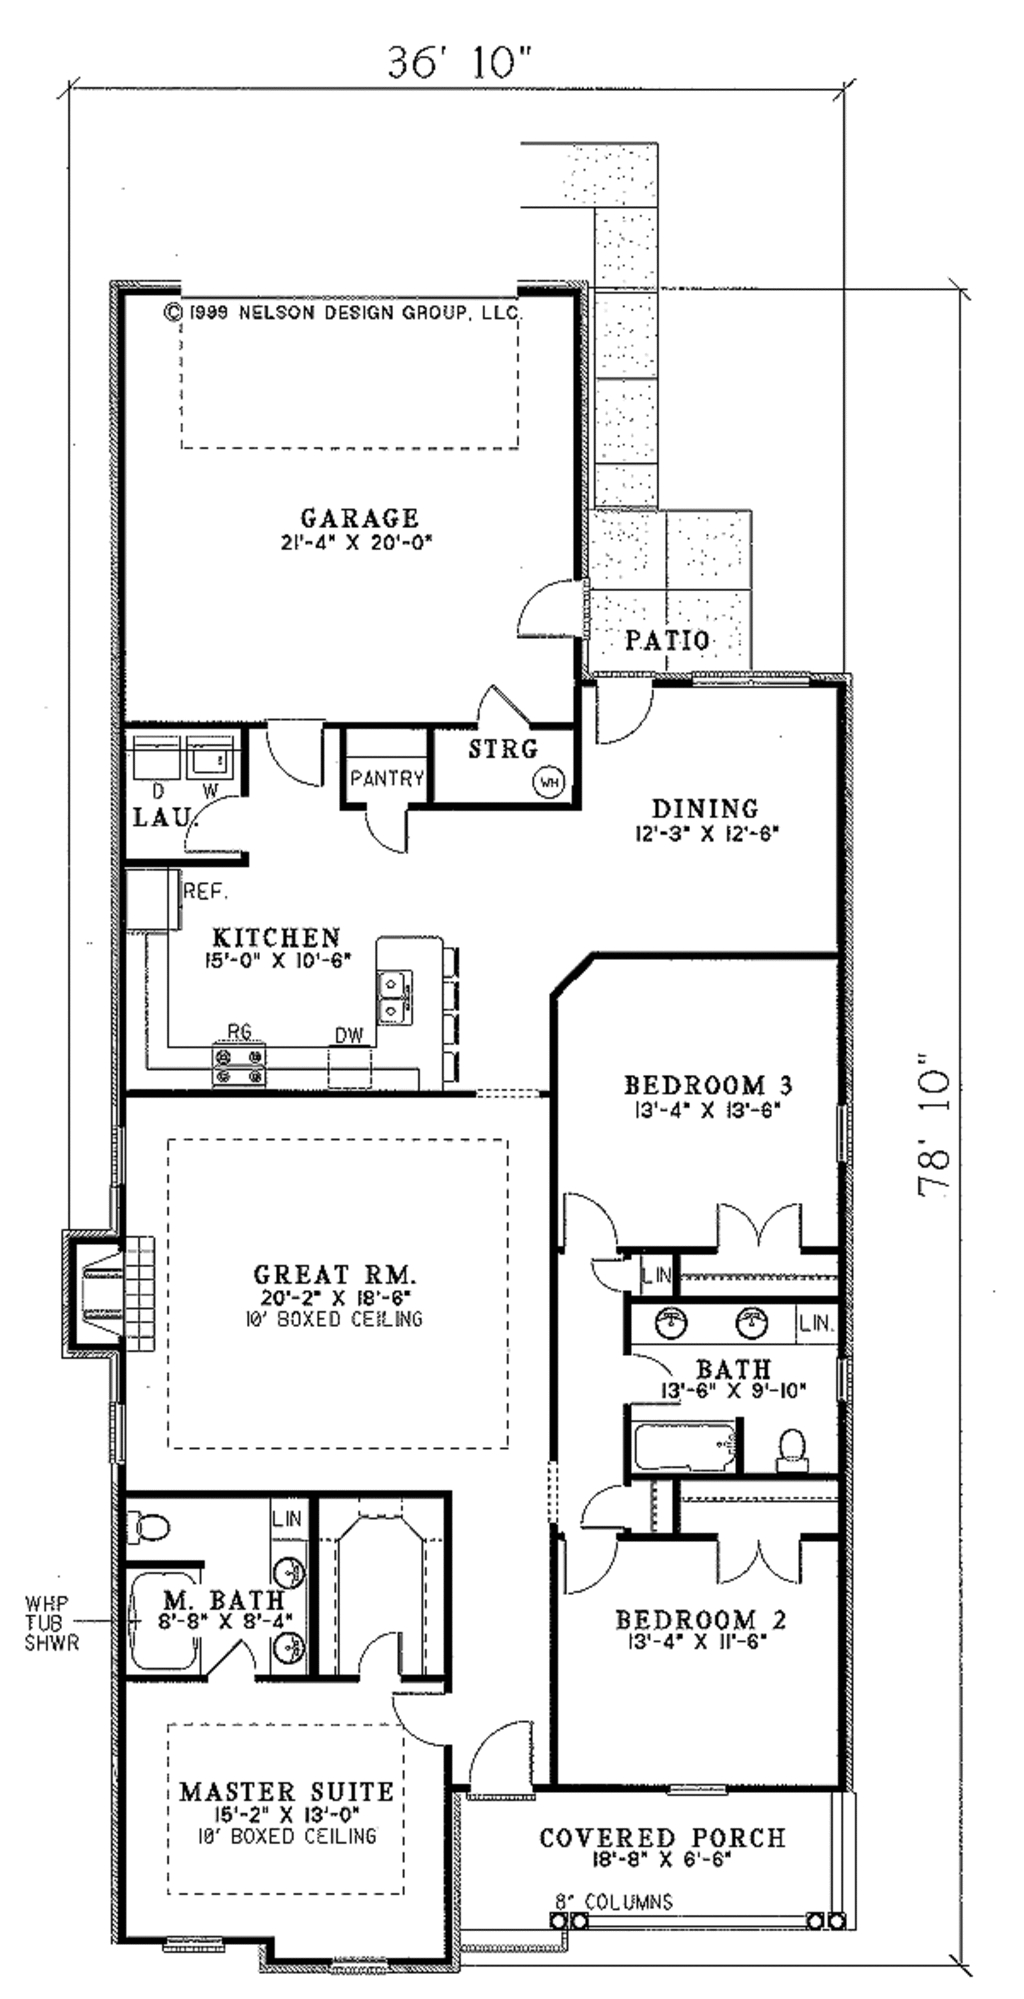 36' 10"
© 1999 NELSON DESIGN GROUP, LLC.
GARAGE
21'-4" X 20'-0"
PATIO
STRG
WH
PANTRY
D W
LAU.
DINING
12'-3" X 12'-6"
REF.
KITCHEN
15'-0" X 10'-6"
RG
DW
BEDROOM 3
13'-4" X 13'-6"
78' 10"
GREAT RM.
20'-2" X 18'-6"
10' BOXED CEILING
LIN
LIN.
BATH
13'-6" X 9'-10"
LIN
M. BATH
8'-8" X 8'-4"
WHP
TUB
SHWR
BEDROOM 2
13'-4" X 11'-6"
MASTER SUITE
15'-2" X 13'-0"
10' BOXED CEILING
COVERED PORCH
18'-8" X 6'-6"
8" COLUMNS